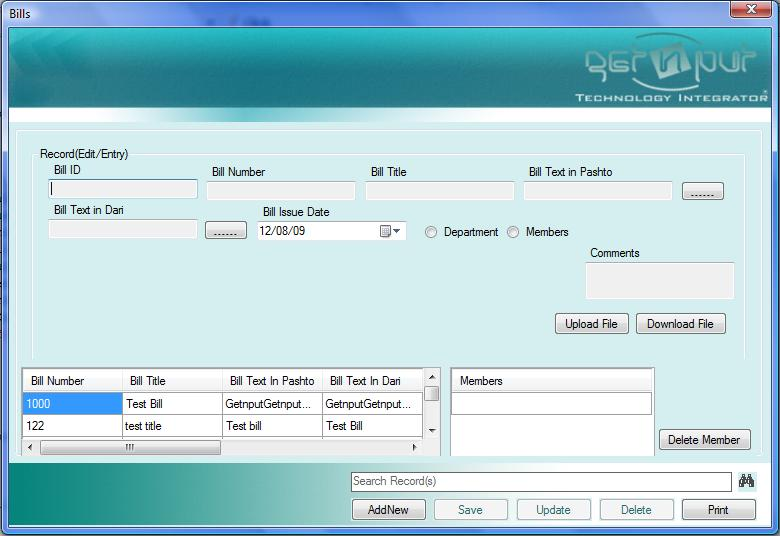 Bills
getnput
TECHNOLOGY INTEGRATOR
Record(Edit/Entry)
Bill ID
Bill Number
Bill Title
Bill Text in Pashto
......
Bill Text in Dari
......
Bill Issue Date
12/08/09
Department
Members
Comments
Upload File
Download File
Bill Number Bill Title Bill Text In Pashto Bill Text In Dari
1000 Test Bill GetnputGetnput... GetnputGetnput...
122 test title Test bill Test Bill
Members
Delete Member
Search Record(s)
AddNew
Save
Update
Delete
Print